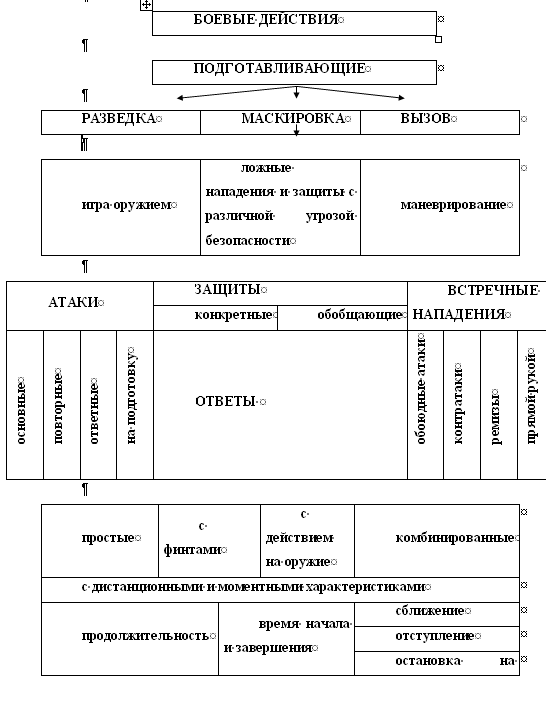 БОЕВЫЕ ДЕЙСТВИЯ
ПОДГОТАВЛИВАЮЩИЕ
РАЗВЕДКА
МАСКИРОВКА
ВЫЗОВ
игра оружием
ложные
нападения и защиты с
различной угрозой
безопасности
маневрирование
АТАКИ
ЗАЩИТЫ
конкретные
обобщающие
ВСТРЕЧНЫЕ
НАПАДЕНИЯ
основные
повторные
ответные
на подготовку
ОТВЕТЫ
обоюдные атаки
контратаки
ремизы
прямой рукой
простые
с
финтами
с
действием
на оружие
комбинированные
с дистанционными и моментными характеристиками
продолжительность
время начала
и завершения
сближение
отступление
остановка на